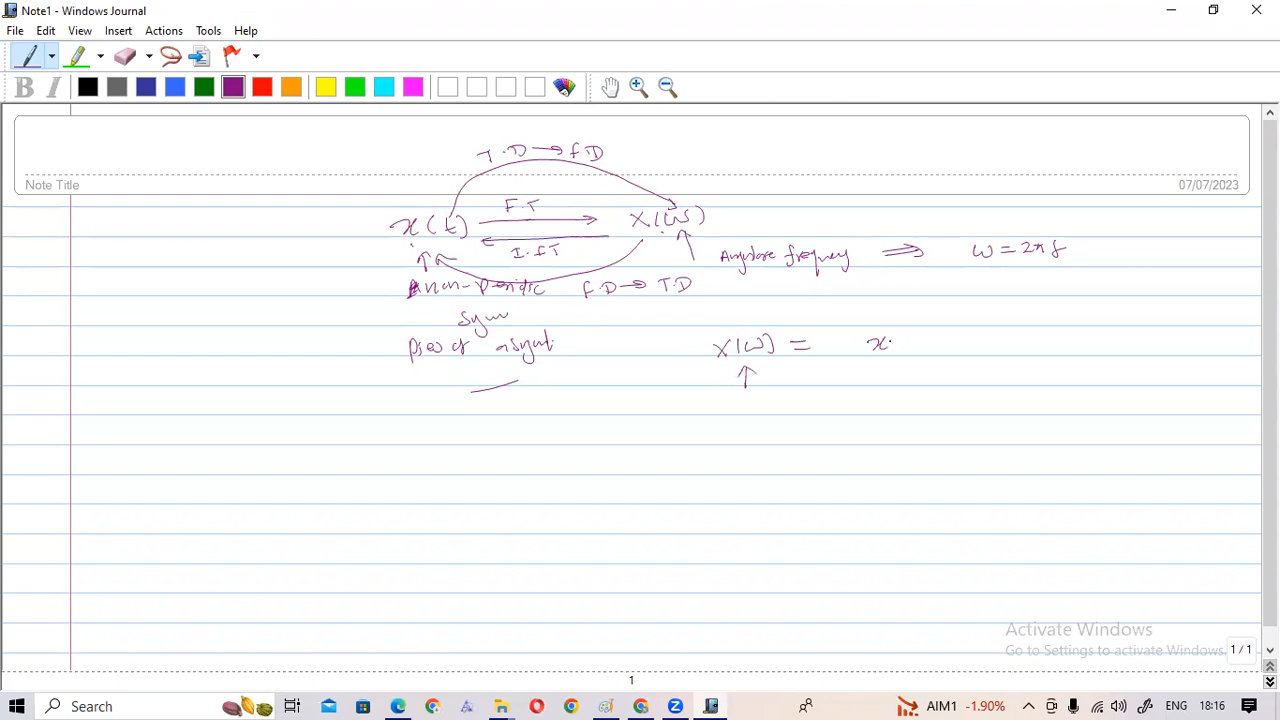 Note1 - Windows Journal
File Edit View Insert Actions Tools Help
B I
T.D → f.D
Note Title
07/07/2023
x(t) F.T X(ω)
I.fT
Angular frequency ⇒ ω = 2πf
non-periodic f.D → T.D
Sym
X(ω) = x
Activate Windows
Go to Settings to activate Windows.
1 / 1
1
Search
AIM1 -1.90%
ENG 18:16